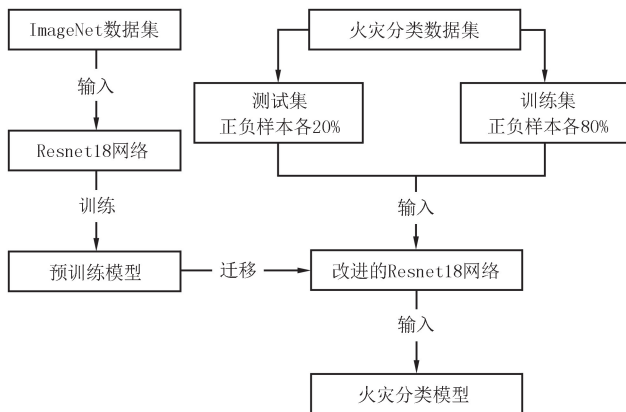 ImageNet数据集
输入
Resnet18网络
训练
预训练模型
迁移
火灾分类数据集
测试集
正负样本各20%
训练集
正负样本各80%
输入
改进的Resnet18网络
输入
火灾分类模型